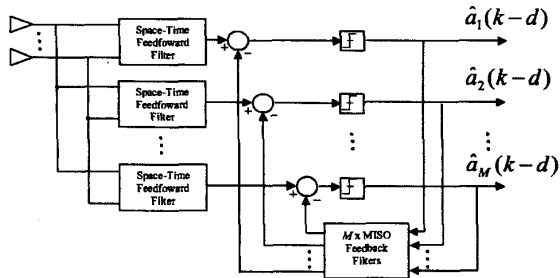 Space-Time
Feedfoward
Filter
+
−
â₁(k−d)
Space-Time
Feedfoward
Filter
+
−
â₂(k−d)
Space-Time
Feedfoward
Filter
+
−
â_M(k−d)
M x MISO
Feedback
Filters